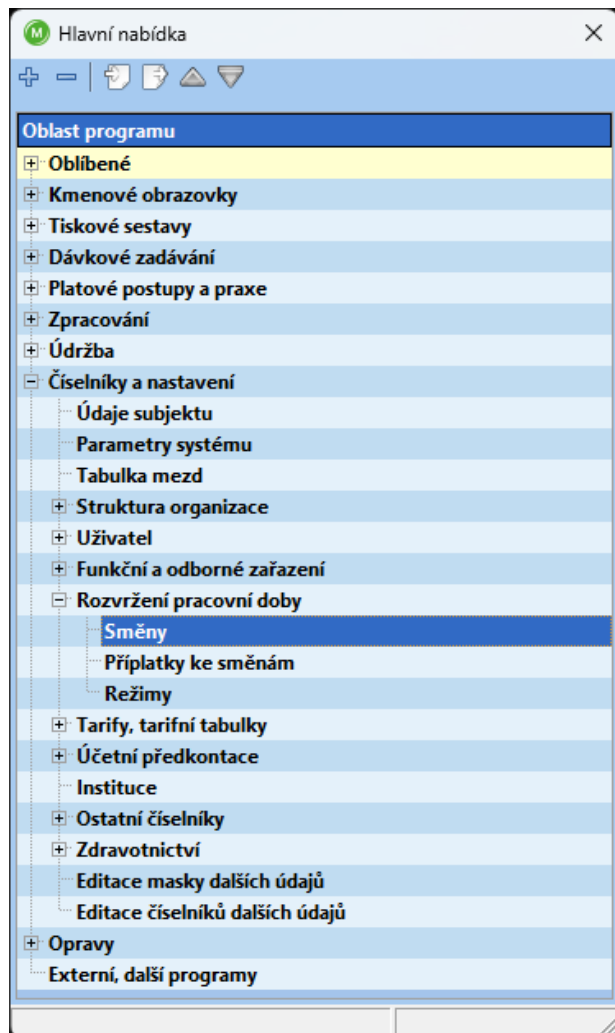 M Hlavní nabídka
Oblast programu
Oblíbené
Kmenové obrazovky
Tiskové sestavy
Dávkové zadávání
Platové postupy a praxe
Zpracování
Údržba
Číselníky a nastavení
Údaje subjektu
Parametry systému
Tabulka mezd
Struktura organizace
Uživatel
Funkční a odborné zařazení
Rozvržení pracovní doby
Směny
Příplatky ke směnám
Režimy
Tarify, tarifní tabulky
Účetní předkontace
Instituce
Ostatní číselníky
Zdravotnictví
Editace masky dalších údajů
Editace číselníků dalších údajů
Opravy
Externí, další programy